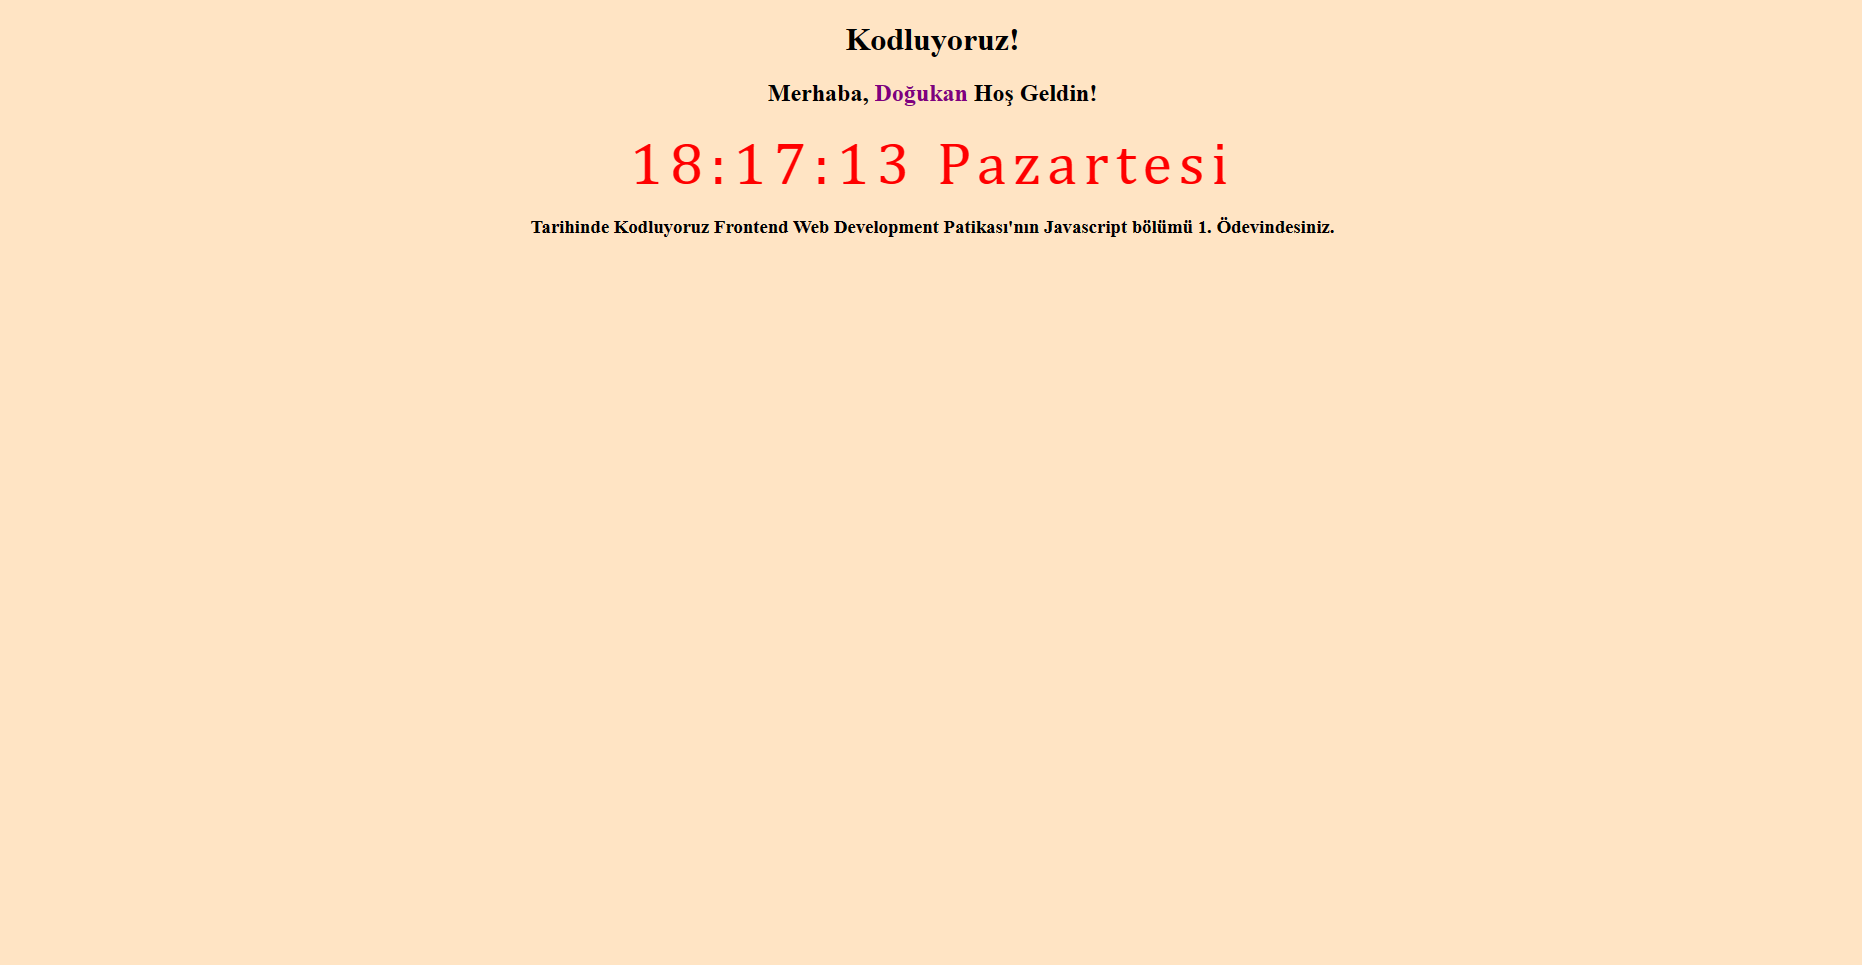 Kodluyoruz!
Merhaba, Doğukan Hoş Geldin!
18:17:13 Pazartesi
Tarihinde Kodluyoruz Frontend Web Development Patikası'nın Javascript bölümü 1. Ödevindesiniz.